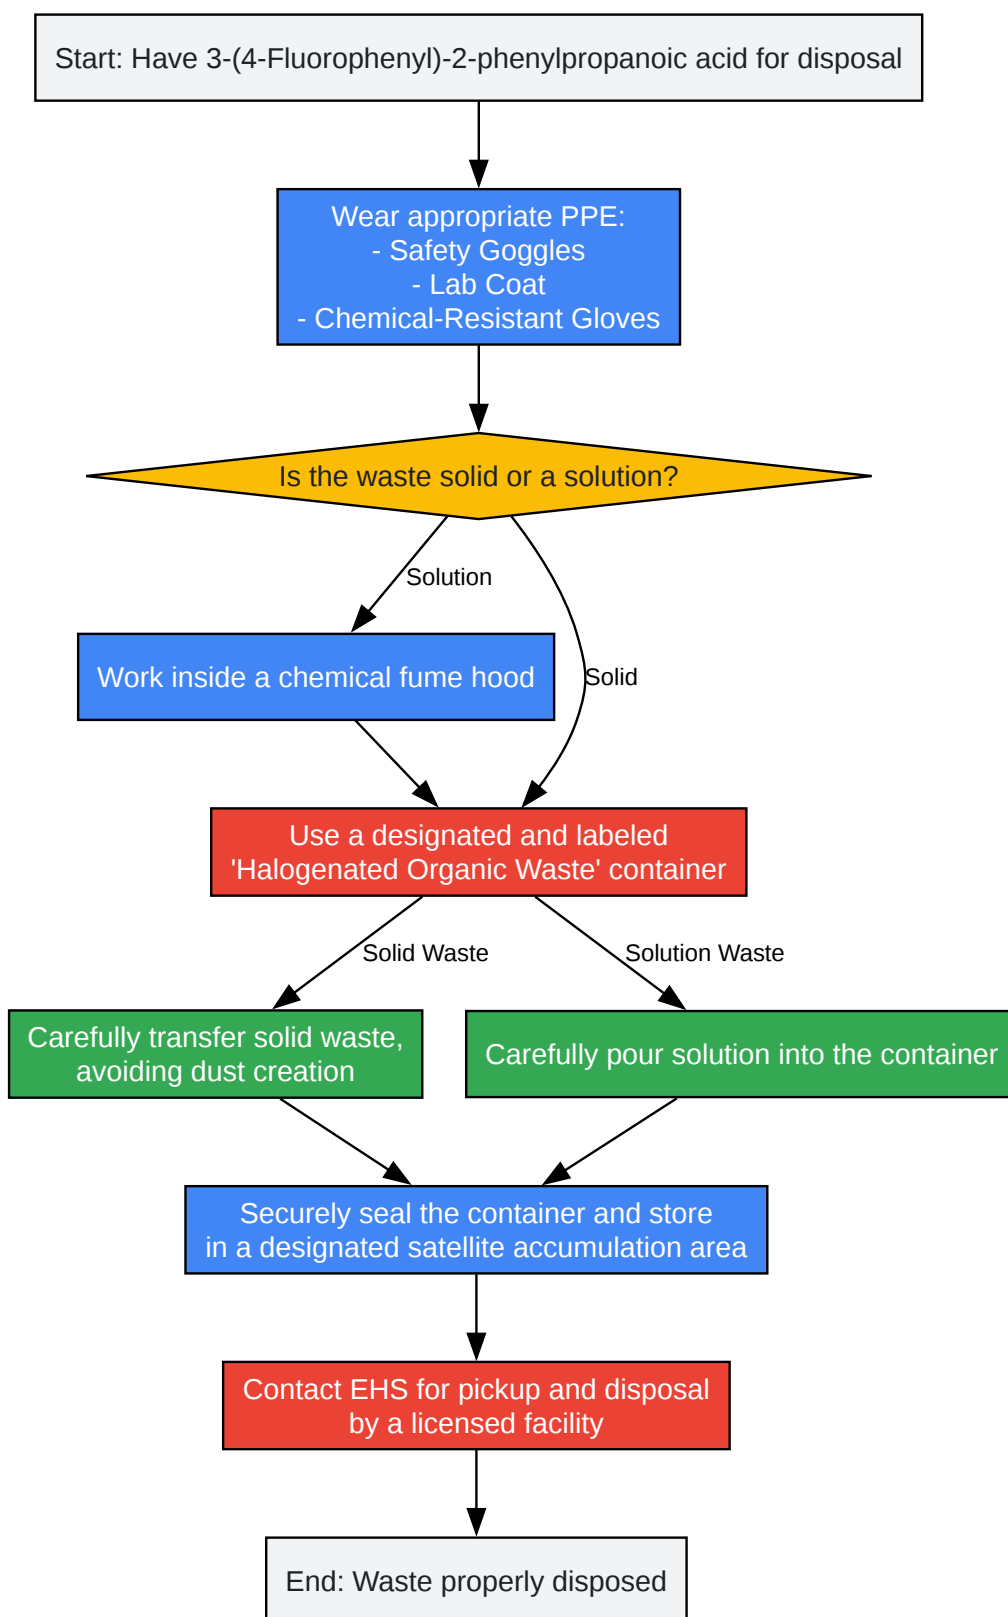 Start: Have 3-(4-Fluorophenyl)-2-phenylpropanoic acid for disposal
Wear appropriate PPE:
- Safety Goggles
- Lab Coat
- Chemical-Resistant Gloves
Is the waste solid or a solution?
Solution
Work inside a chemical fume hood
Solid
Use a designated and labeled
'Halogenated Organic Waste' container
Solid Waste
Solution Waste
Carefully transfer solid waste,
avoiding dust creation
Carefully pour solution into the container
Securely seal the container and store
in a designated satellite accumulation area
Contact EHS for pickup and disposal
by a licensed facility
End: Waste properly disposed